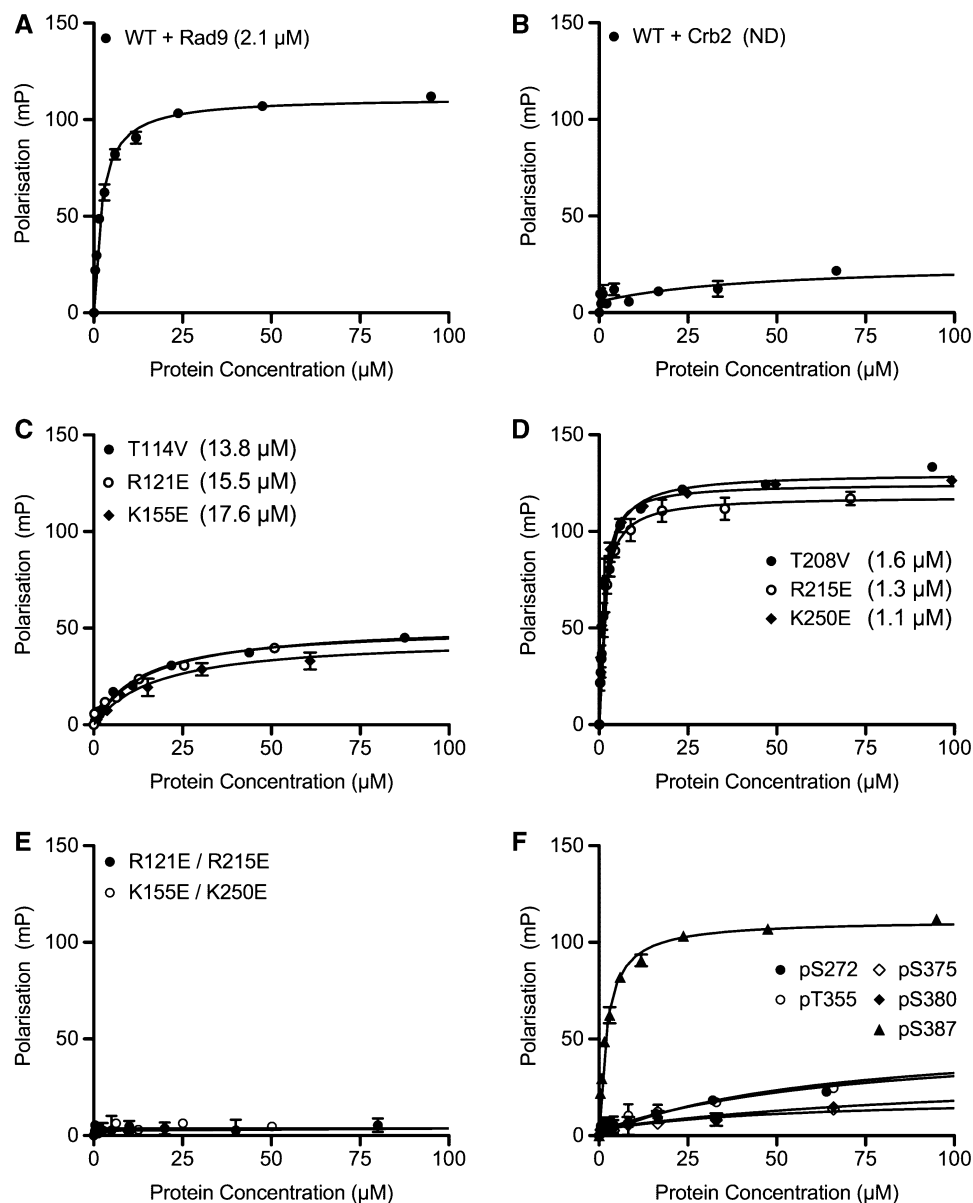 A
150
100
50
0
Polarisation (mP)
WT + Rad9 (2.1 µM)
0 25 50 75 100
Protein Concentration (µM)
B
150
100
50
0
Polarisation (mP)
WT + Crb2 (ND)
0 25 50 75 100
Protein Concentration (µM)
C
150
100
50
0
Polarisation (mP)
T114V (13.8 µM)
R121E (15.5 µM)
K155E (17.6 µM)
0 25 50 75 100
Protein Concentration (µM)
D
150
100
50
0
Polarisation (mP)
T208V (1.6 µM)
R215E (1.3 µM)
K250E (1.1 µM)
0 25 50 75 100
Protein Concentration (µM)
E
150
100
50
0
Polarisation (mP)
R121E / R215E
K155E / K250E
0 25 50 75 100
Protein Concentration (µM)
F
150
100
50
0
Polarisation (mP)
pS272 pS375
pT355 pS380
pS387
0 25 50 75 100
Protein Concentration (µM)